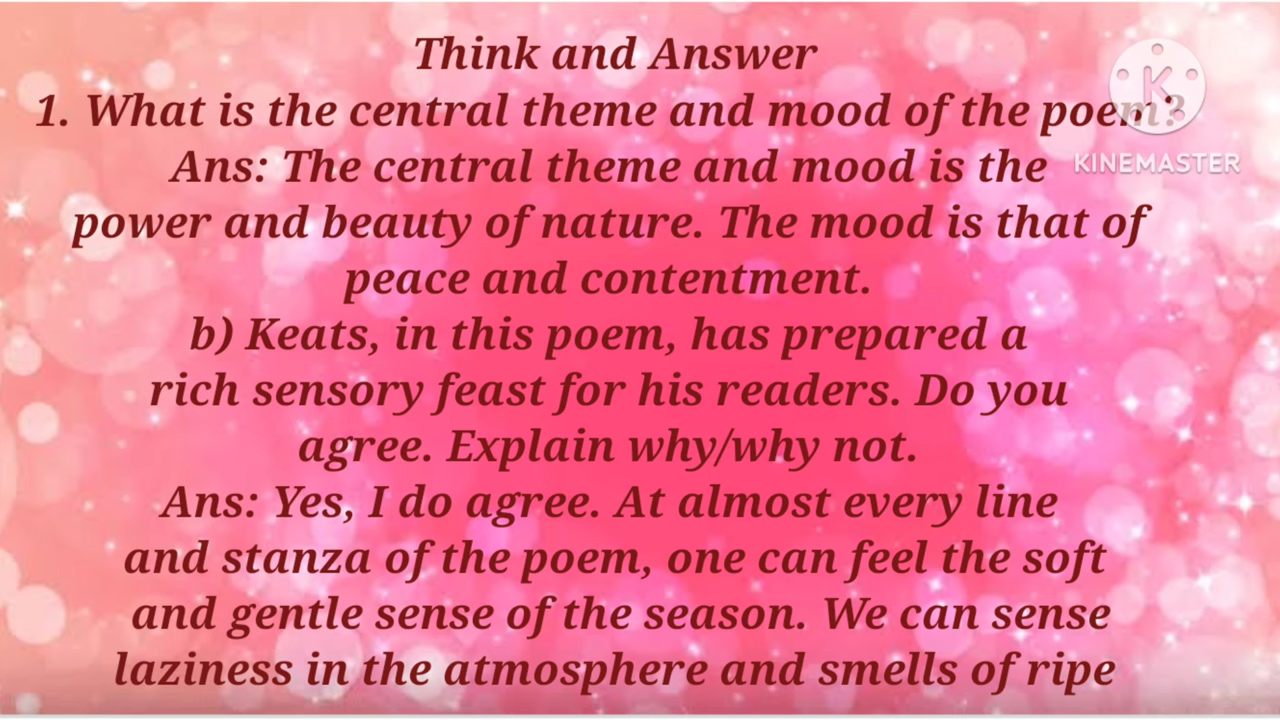 Think and Answer
1. What is the central theme and mood of the poem?
Ans: The central theme and mood is the
power and beauty of nature. The mood is that of
peace and contentment.
b) Keats, in this poem, has prepared a
rich sensory feast for his readers. Do you
agree. Explain why/why not.
Ans: Yes, I do agree. At almost every line
and stanza of the poem, one can feel the soft
and gentle sense of the season. We can sense
laziness in the atmosphere and smells of ripe
K
KINEMASTER